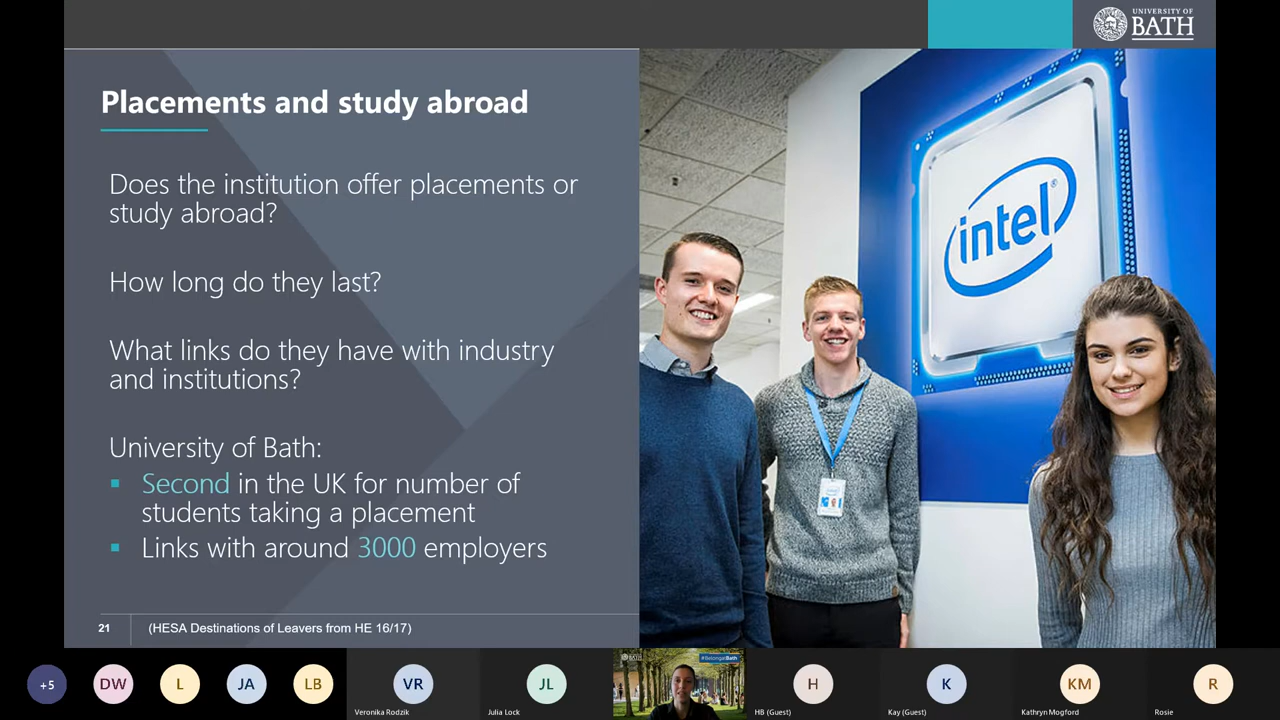 UNIVERSITY OF
BATH
Placements and study abroad
Does the institution offer placements or
study abroad?
How long do they last?
What links do they have with industry
and institutions?
University of Bath:
Second in the UK for number of
students taking a placement
Links with around 3000 employers
21
(HESA Destinations of Leavers from HE 16/17)
intel®
intel
+5
DW
L
JA
LB
VR
Veronika Rodzik
JL
Julia Lock
BATH
#BelongatBath
H
HB (Guest)
K
Kay (Guest)
KM
Kathryn Mogford
R
Rosie